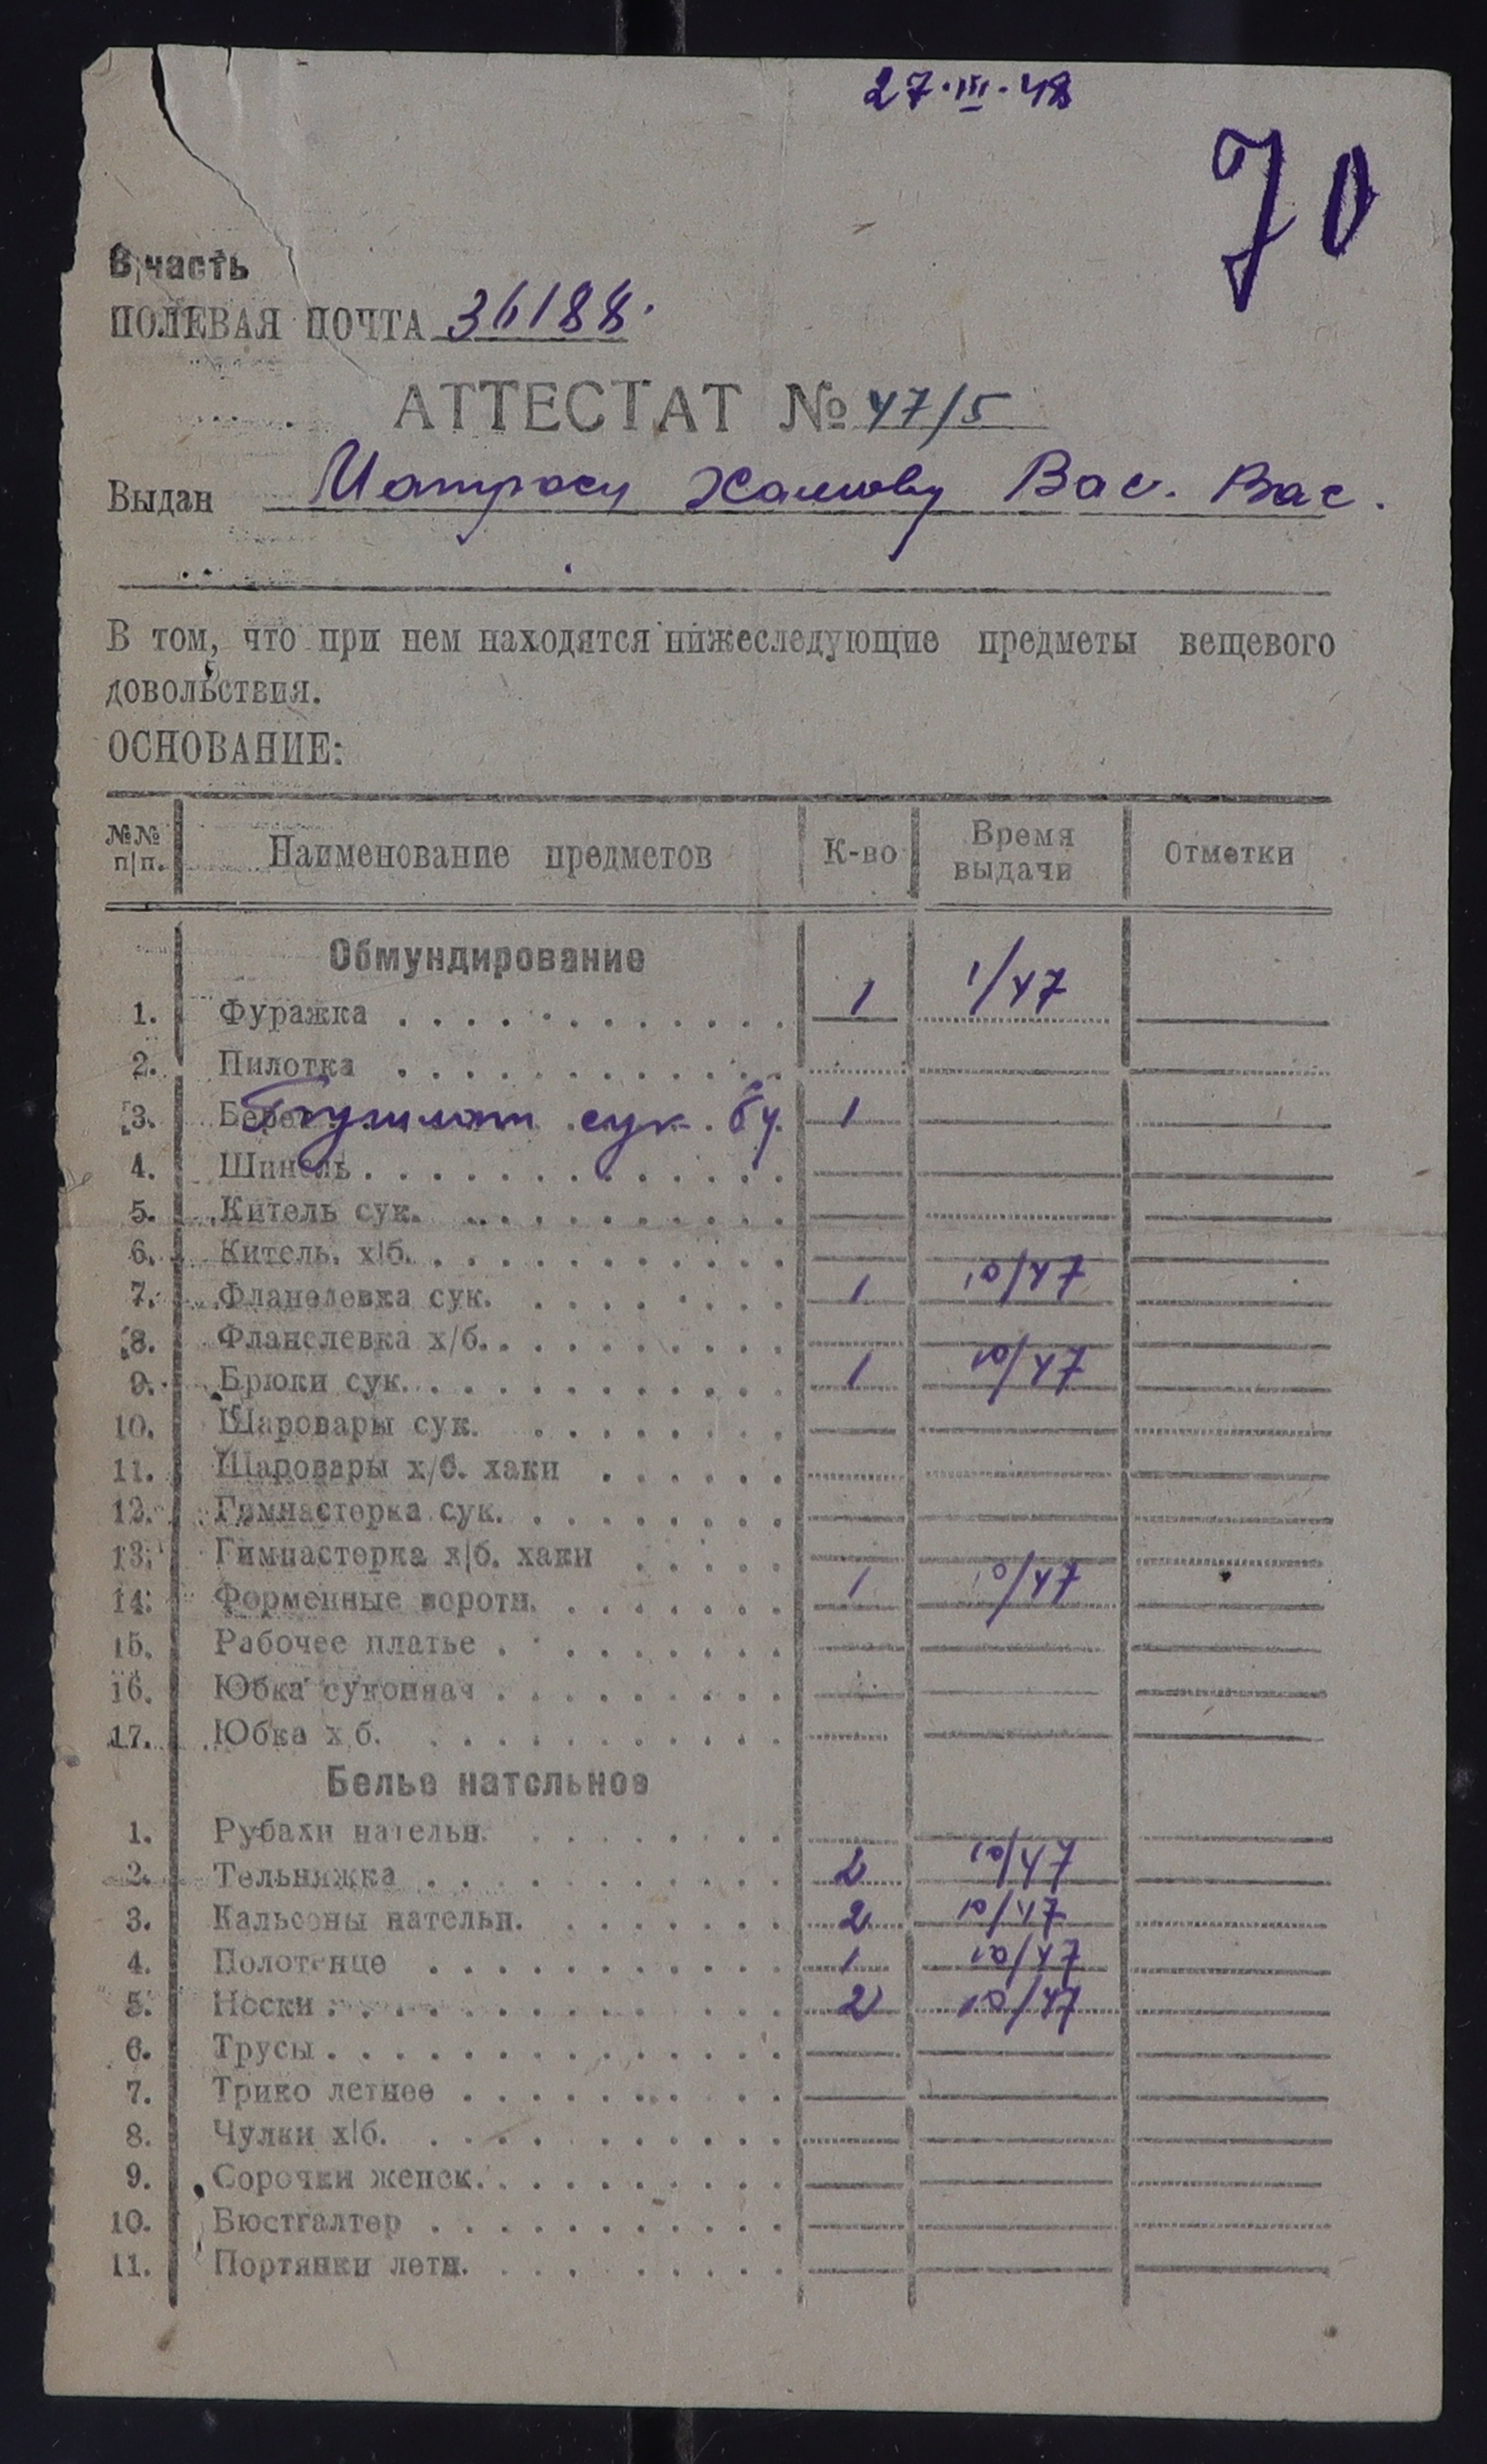 27·III·48
70
В часть
ПОЛЕВАЯ ПОЧТА 36188.
АТТЕСТАТ № 47/5
Выдан Матросу Вас. Вас.
В том, что при нем находятся нижеследующие предметы вещевого
довольствия.
ОСНОВАНИЕ:
№№ п|п. Наименование предметов К-во Время выдачи Отметки
Обмундирование
1. Фуражка 1 1/47
2. Пилотка
3. Берет Бушлат сук. бу. 1
4. Шинель
5. Китель сук.
6. Китель, х|б.
7. Фланелевка сук. 1 10/47
8. Фланелевка х/б.
9. Брюки сук. 1 10/47
10. Шаровары сук.
11. Шаровары х/б. хаки
12. Гимнастерка сук.
13. Гимнастерка х|б. хаки
14. Форменные воротн. 1 10/47
15. Рабочее платье
16. Юбка суконная
17. Юбка х б.
Белье нательное
1. Рубахи нательн.
2. Тельняжка 2 10/47
3. Кальсоны нательн. 2 10/47
4. Полотенце 1 10/47
5. Носки 2 10/47
6. Трусы
7. Трико летнее
8. Чулки х|б.
9. Сорочки женск.
10. Бюстгалтер
11. Портянки летн.